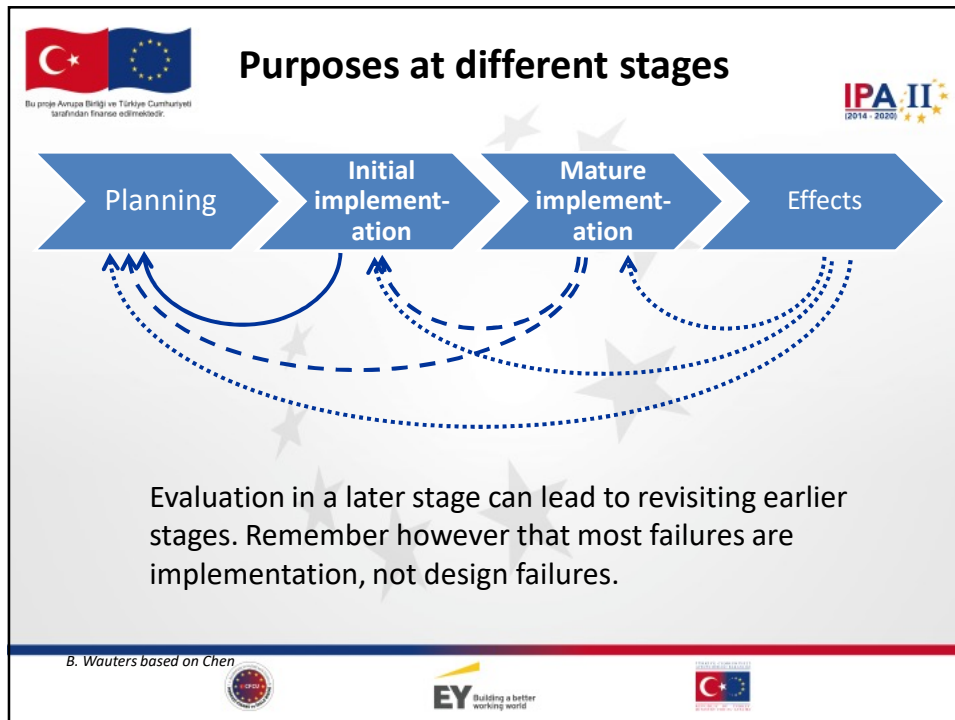 Purposes at different stages
Bu proje Avrupa Birliği ve Türkiye Cumhuriyeti
tarafından finanse edilmektedir.
IPA II
(2014 - 2020)
Planning
Initial
implement-
ation
Mature
implement-
ation
Effects
Evaluation in a later stage can lead to revisiting earlier
stages. Remember however that most failures are
implementation, not design failures.
B. Wauters based on Chen
CFCU
EY
Building a better
working world